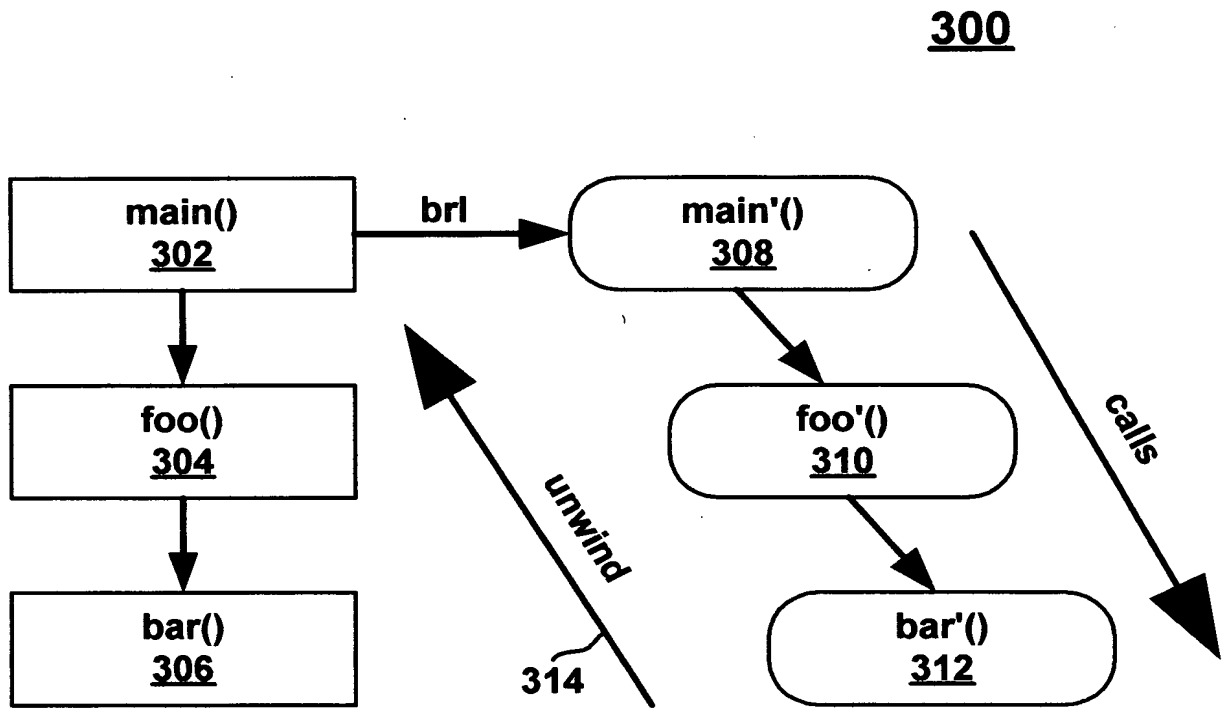 300
main()
302
brl
main'()
308
foo()
304
foo'()
310
calls
unwind
314
bar()
306
bar'()
312